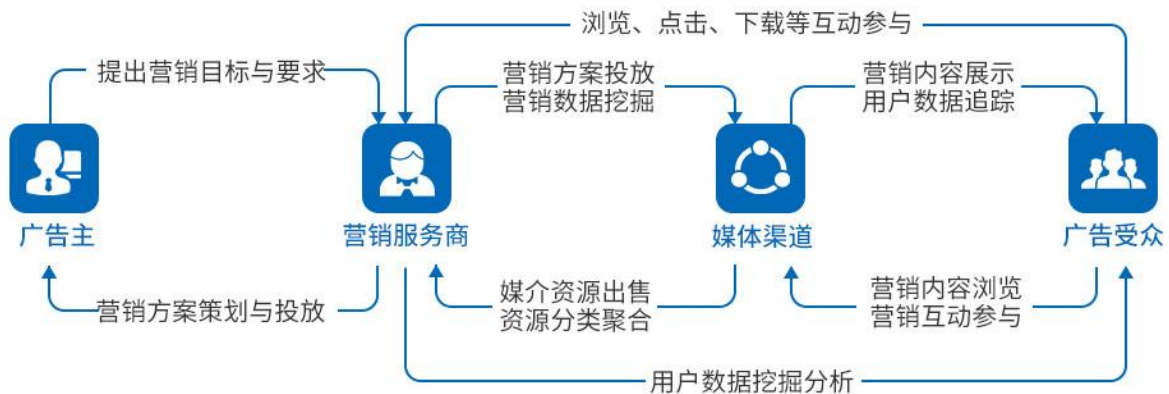 浏览、点击、下载等互动参与
提出营销目标与要求
营销方案投放
营销数据挖掘
营销内容展示
用户数据追踪
广告主
营销服务商
媒体渠道
广告受众
营销方案策划与投放
媒介资源出售
资源分类聚合
营销内容浏览
营销互动参与
用户数据挖掘分析